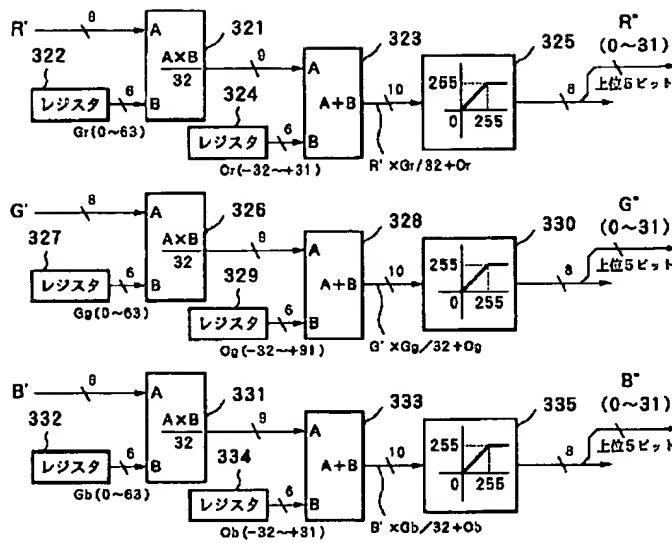 R' 8 A 321 9 323 325 R"
322 A×B A 10 255 (0~31)
レジスタ 6 B 32 324 A+B 0 255 8 上位5ビット
Gr(0~63) レジスタ 6 B R'×Gr/32+Or
Or(-32~+31)
G' 8 A 326 9 328 330 G"
327 A×B A 10 255 (0~31)
レジスタ 6 B 32 329 A+B 0 255 8 上位5ビット
Gg(0~63) レジスタ 6 B G'×Gg/32+Og
Og(-32~+31)
B' 8 A 331 9 333 335 B"
332 A×B A 10 255 (0~31)
レジスタ 6 B 32 334 A+B 0 255 8 上位5ビット
Gb(0~63) レジスタ 6 B B'×Gb/32+Ob
Ob(-32~+31)